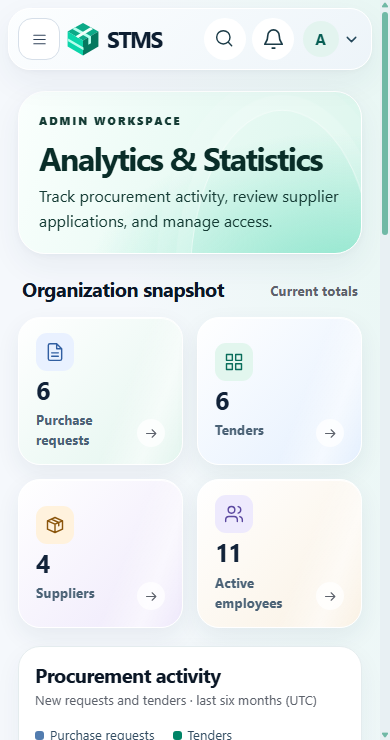 STMS
A
ADMIN WORKSPACE
Analytics & Statistics
Track procurement activity, review supplier
applications, and manage access.
Organization snapshot
Current totals
6
Purchase
requests
6
Tenders
4
Suppliers
11
Active
employees
Procurement activity
New requests and tenders · last six months (UTC)
Purchase requests
Tenders